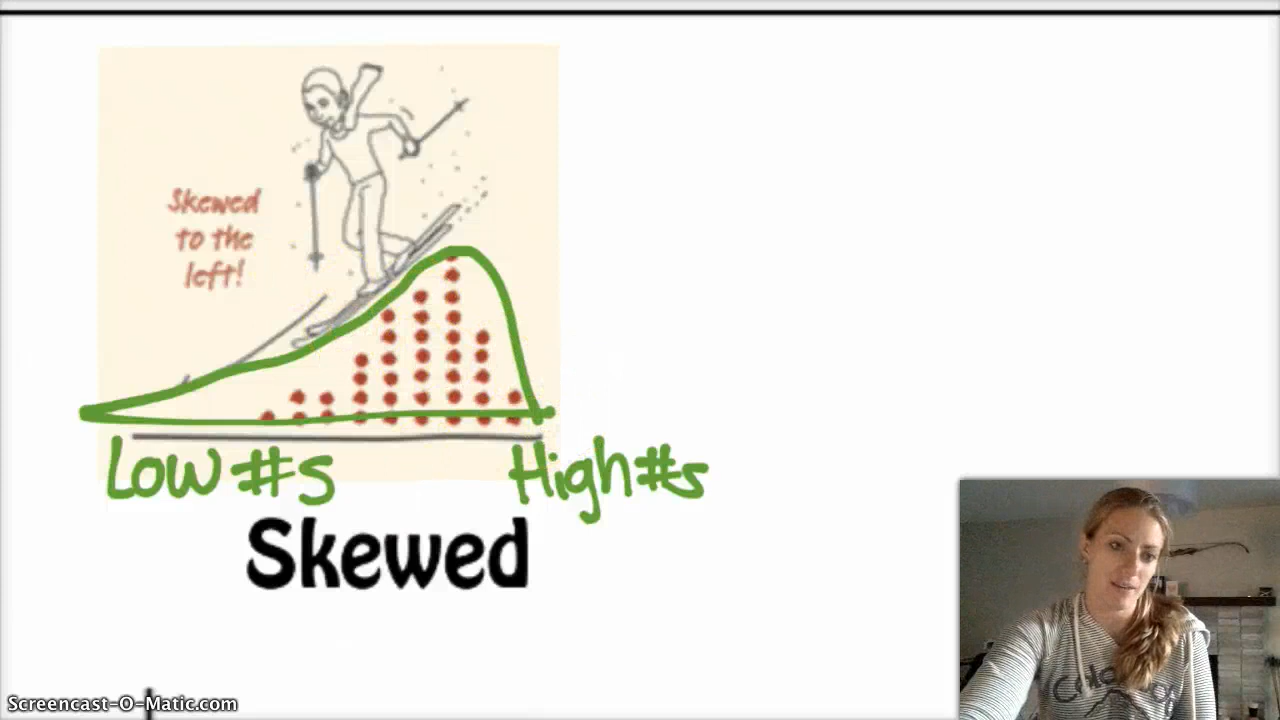 Skewed
to the
left!
Low #s
High #s
Skewed
Screencast-O-Matic.com